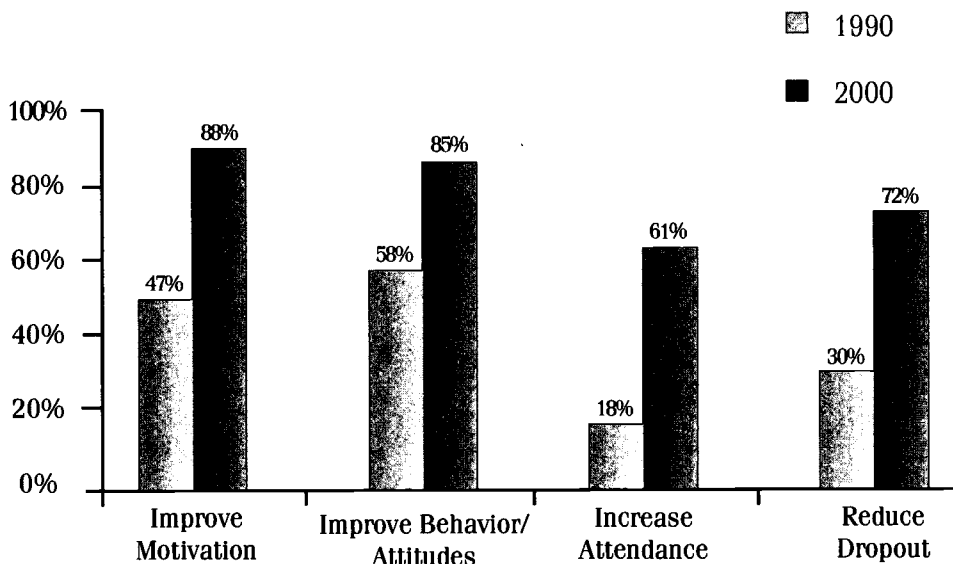 1990
2000
100%
80%
60%
40%
20%
0%
47%
88%
58%
85%
18%
61%
30%
72%
Improve
Motivation
Improve Behavior/
Attitudes
Increase
Attendance
Reduce
Dropout